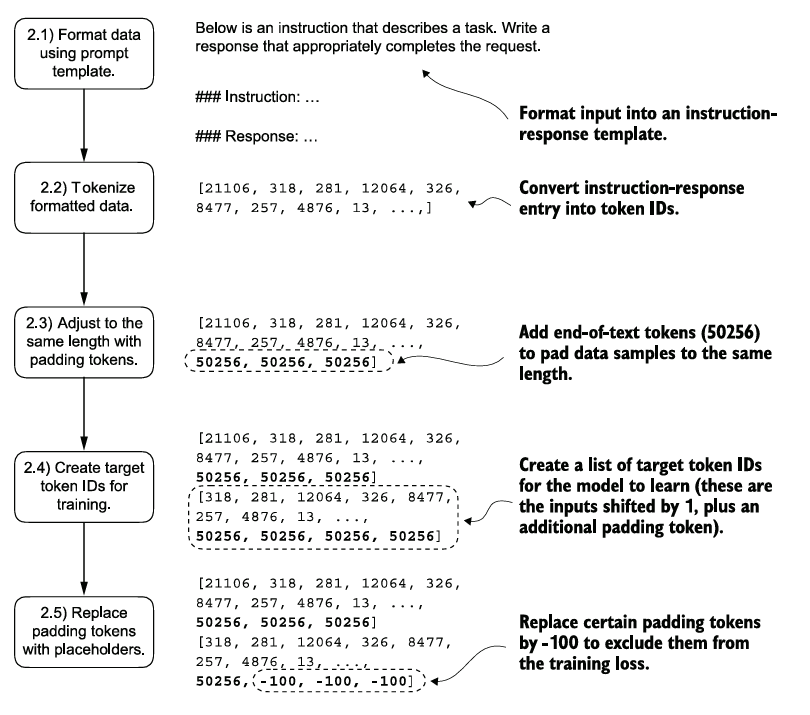 2.1) Format data
using prompt
template.
Below is an instruction that describes a task. Write a
response that appropriately completes the request.
### Instruction: …
### Response: …
Format input into an instruction-
response template.
2.2) Tokenize
formatted data.
[21106, 318, 281, 12064, 326,
8477, 257, 4876, 13, ...,]
Convert instruction-response
entry into token IDs.
2.3) Adjust to the
same length with
padding tokens.
[21106, 318, 281, 12064, 326,
8477, 257, 4876, 13, ...,
50256, 50256, 50256]
Add end-of-text tokens (50256)
to pad data samples to the same
length.
2.4) Create target
token IDs for
training.
[21106, 318, 281, 12064, 326,
8477, 257, 4876, 13, ...,
50256, 50256, 50256]
[318, 281, 12064, 326, 8477,
257, 4876, 13, ...,
50256, 50256, 50256, 50256]
Create a list of target token IDs
for the model to learn (these are
the inputs shifted by 1, plus an
additional padding token).
2.5) Replace
padding tokens
with placeholders.
[21106, 318, 281, 12064, 326,
8477, 257, 4876, 13, ...,
50256, 50256, 50256]
[318, 281, 12064, 326, 8477,
257, 4876, 13, ...,
50256, -100, -100, -100]
Replace certain padding tokens
by -100 to exclude them from
the training loss.